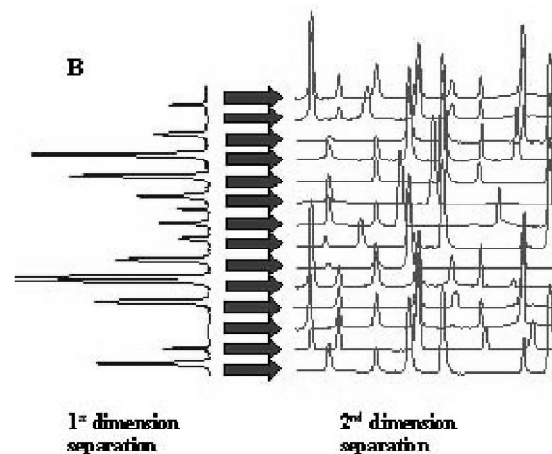 B
1st dimension
separation
2nd dimension
separation